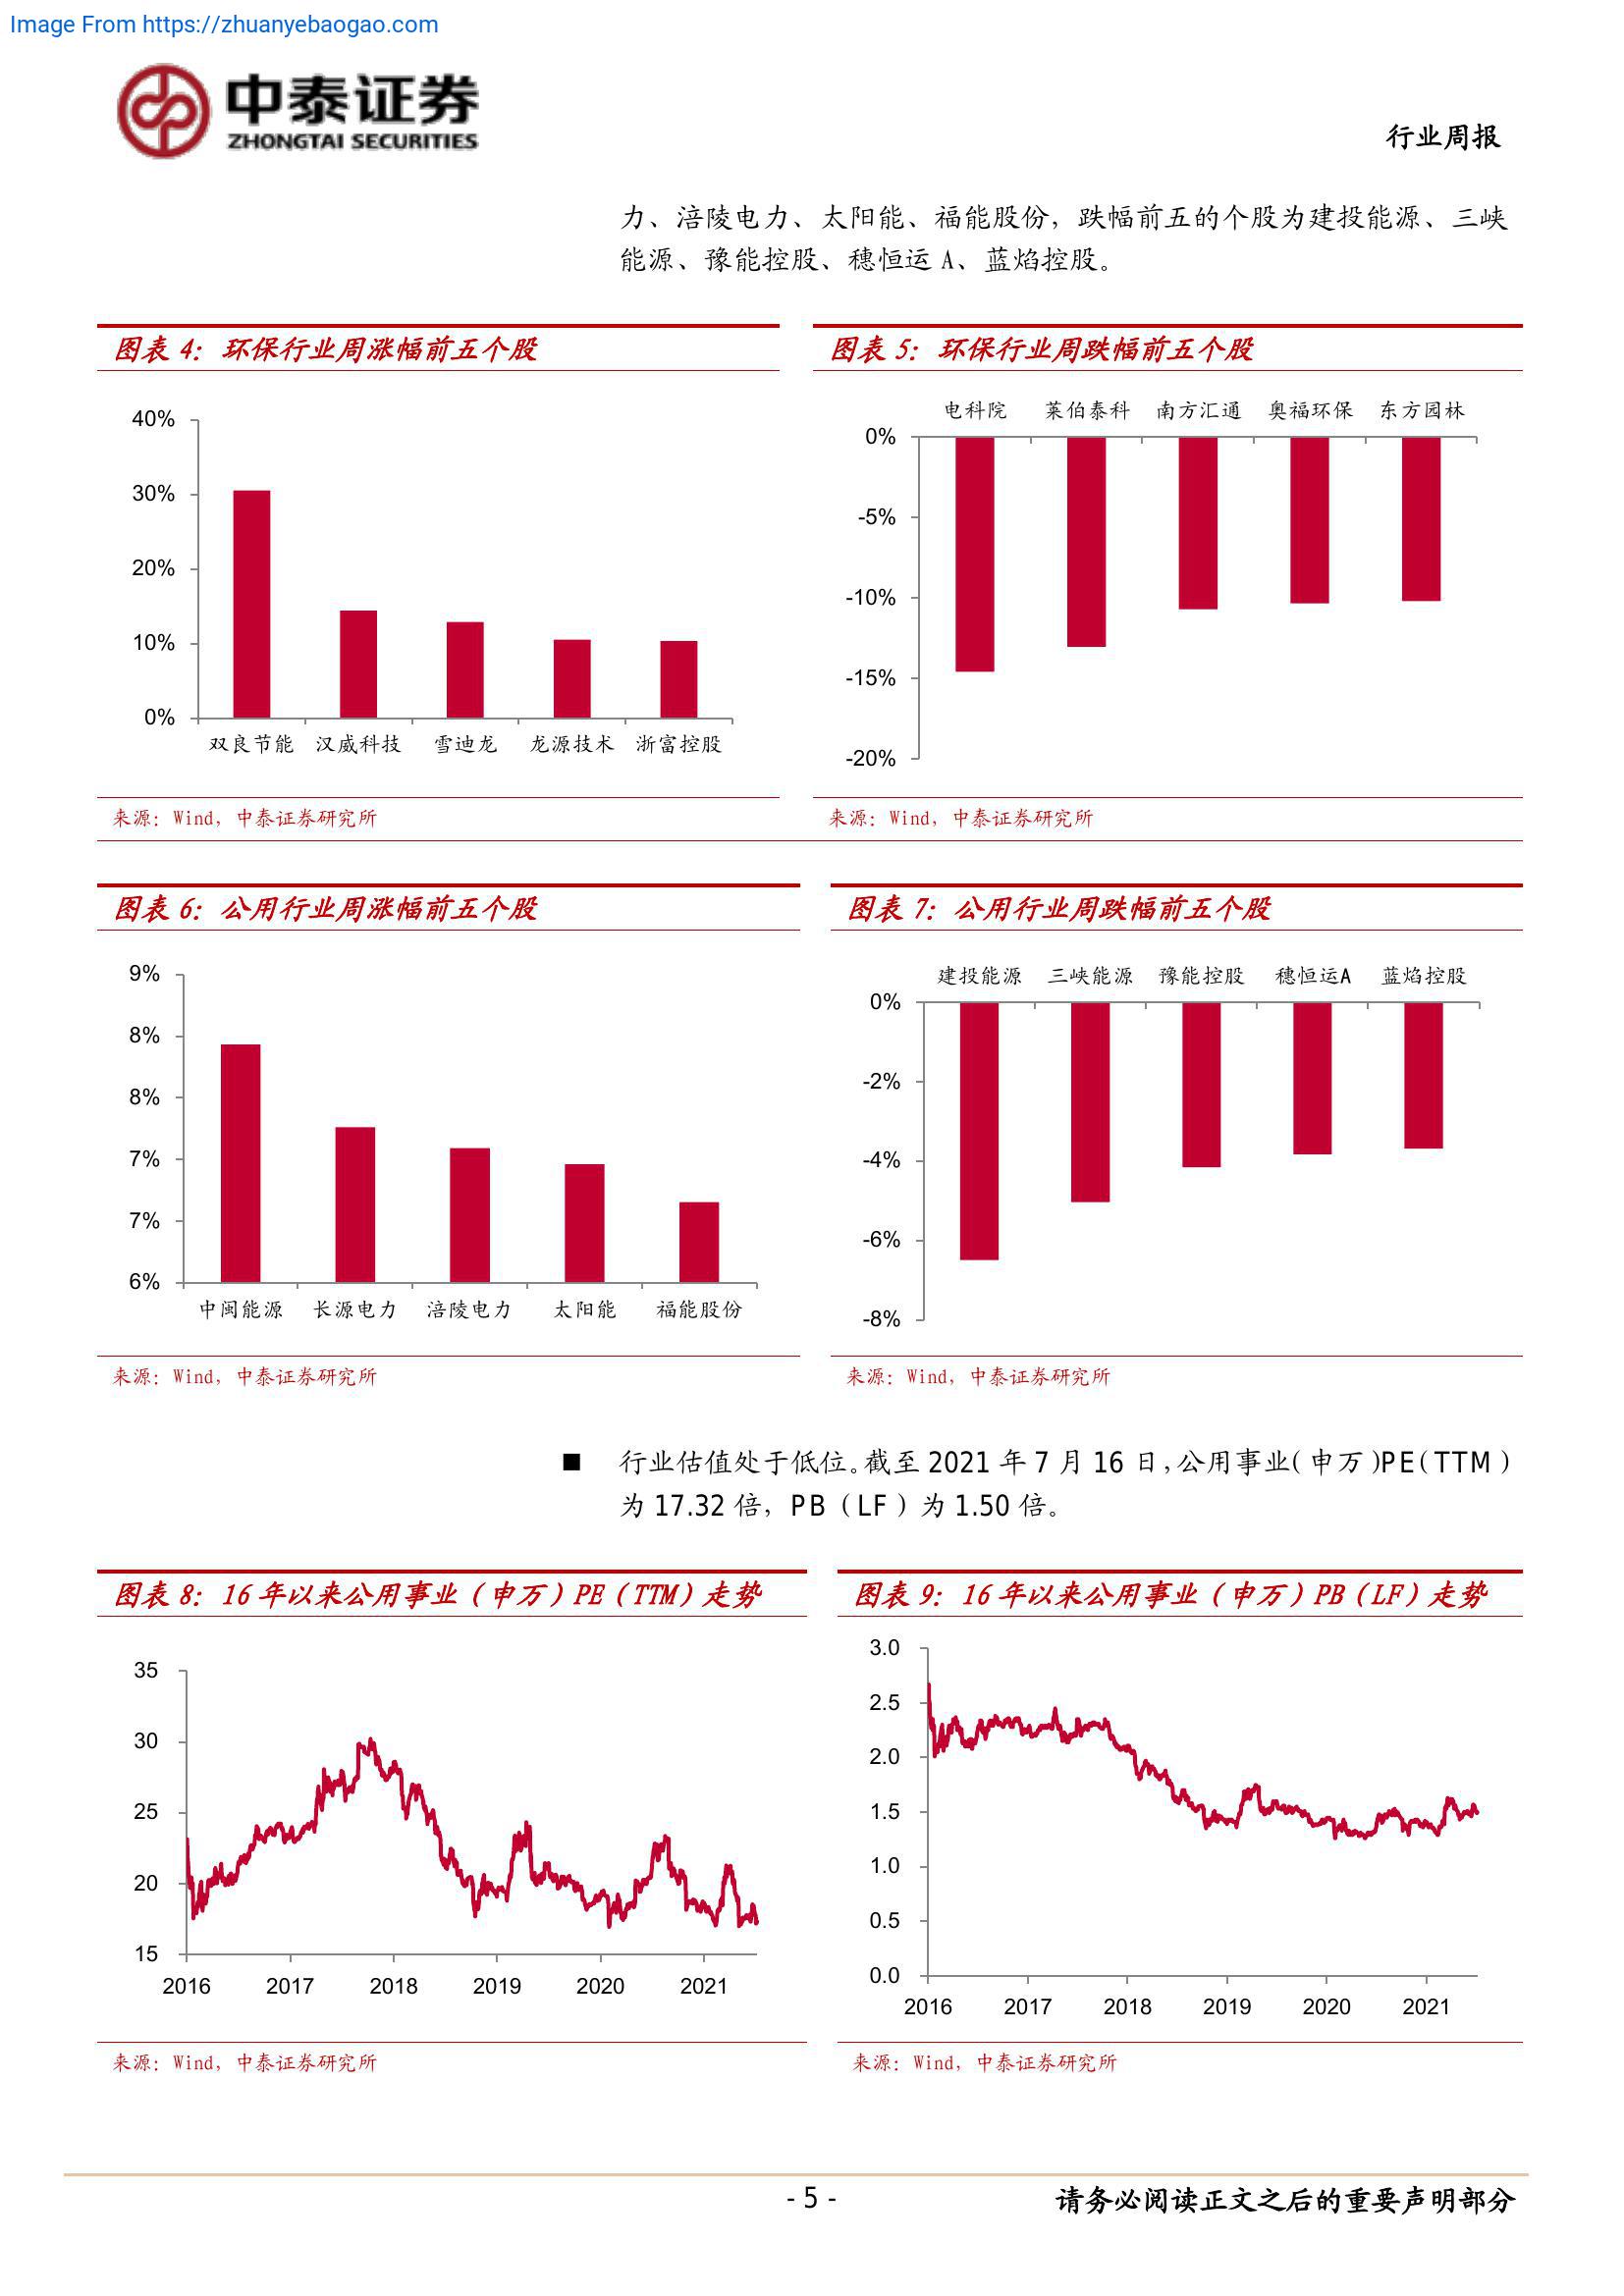 Image From https://zhuanyebaogao.com
中泰证券
ZHONGTAI SECURITIES
行业周报
力、涪陵电力、太阳能、福能股份，跌幅前五的个股为建投能源、三峡
能源、豫能控股、穗恒运 A、蓝焰控股。
图表 4：环保行业周涨幅前五个股
40%
30%
20%
10%
0%
双良节能 汉威科技 雪迪龙 龙源技术 浙富控股
来源：Wind，中泰证券研究所
图表 5：环保行业周跌幅前五个股
电科院 莱伯泰科 南方汇通 奥福环保 东方园林
0%
-5%
-10%
-15%
-20%
来源：Wind，中泰证券研究所
图表 6：公用行业周涨幅前五个股
9%
8%
8%
7%
7%
6%
中闽能源 长源电力 涪陵电力 太阳能 福能股份
来源：Wind，中泰证券研究所
图表 7：公用行业周跌幅前五个股
建投能源 三峡能源 豫能控股 穗恒运A 蓝焰控股
0%
-2%
-4%
-6%
-8%
来源：Wind，中泰证券研究所
■ 行业估值处于低位。截至 2021 年 7 月 16 日，公用事业（申万）PE（TTM）
为 17.32 倍，PB（LF）为 1.50 倍。
图表 8：16 年以来公用事业（申万）PE（TTM）走势
35
30
25
20
15
2016 2017 2018 2019 2020 2021
来源：Wind，中泰证券研究所
图表 9：16 年以来公用事业（申万）PB（LF）走势
3.0
2.5
2.0
1.5
1.0
0.5
0.0
2016 2017 2018 2019 2020 2021
来源：Wind，中泰证券研究所
- 5 -
请务必阅读正文之后的重要声明部分